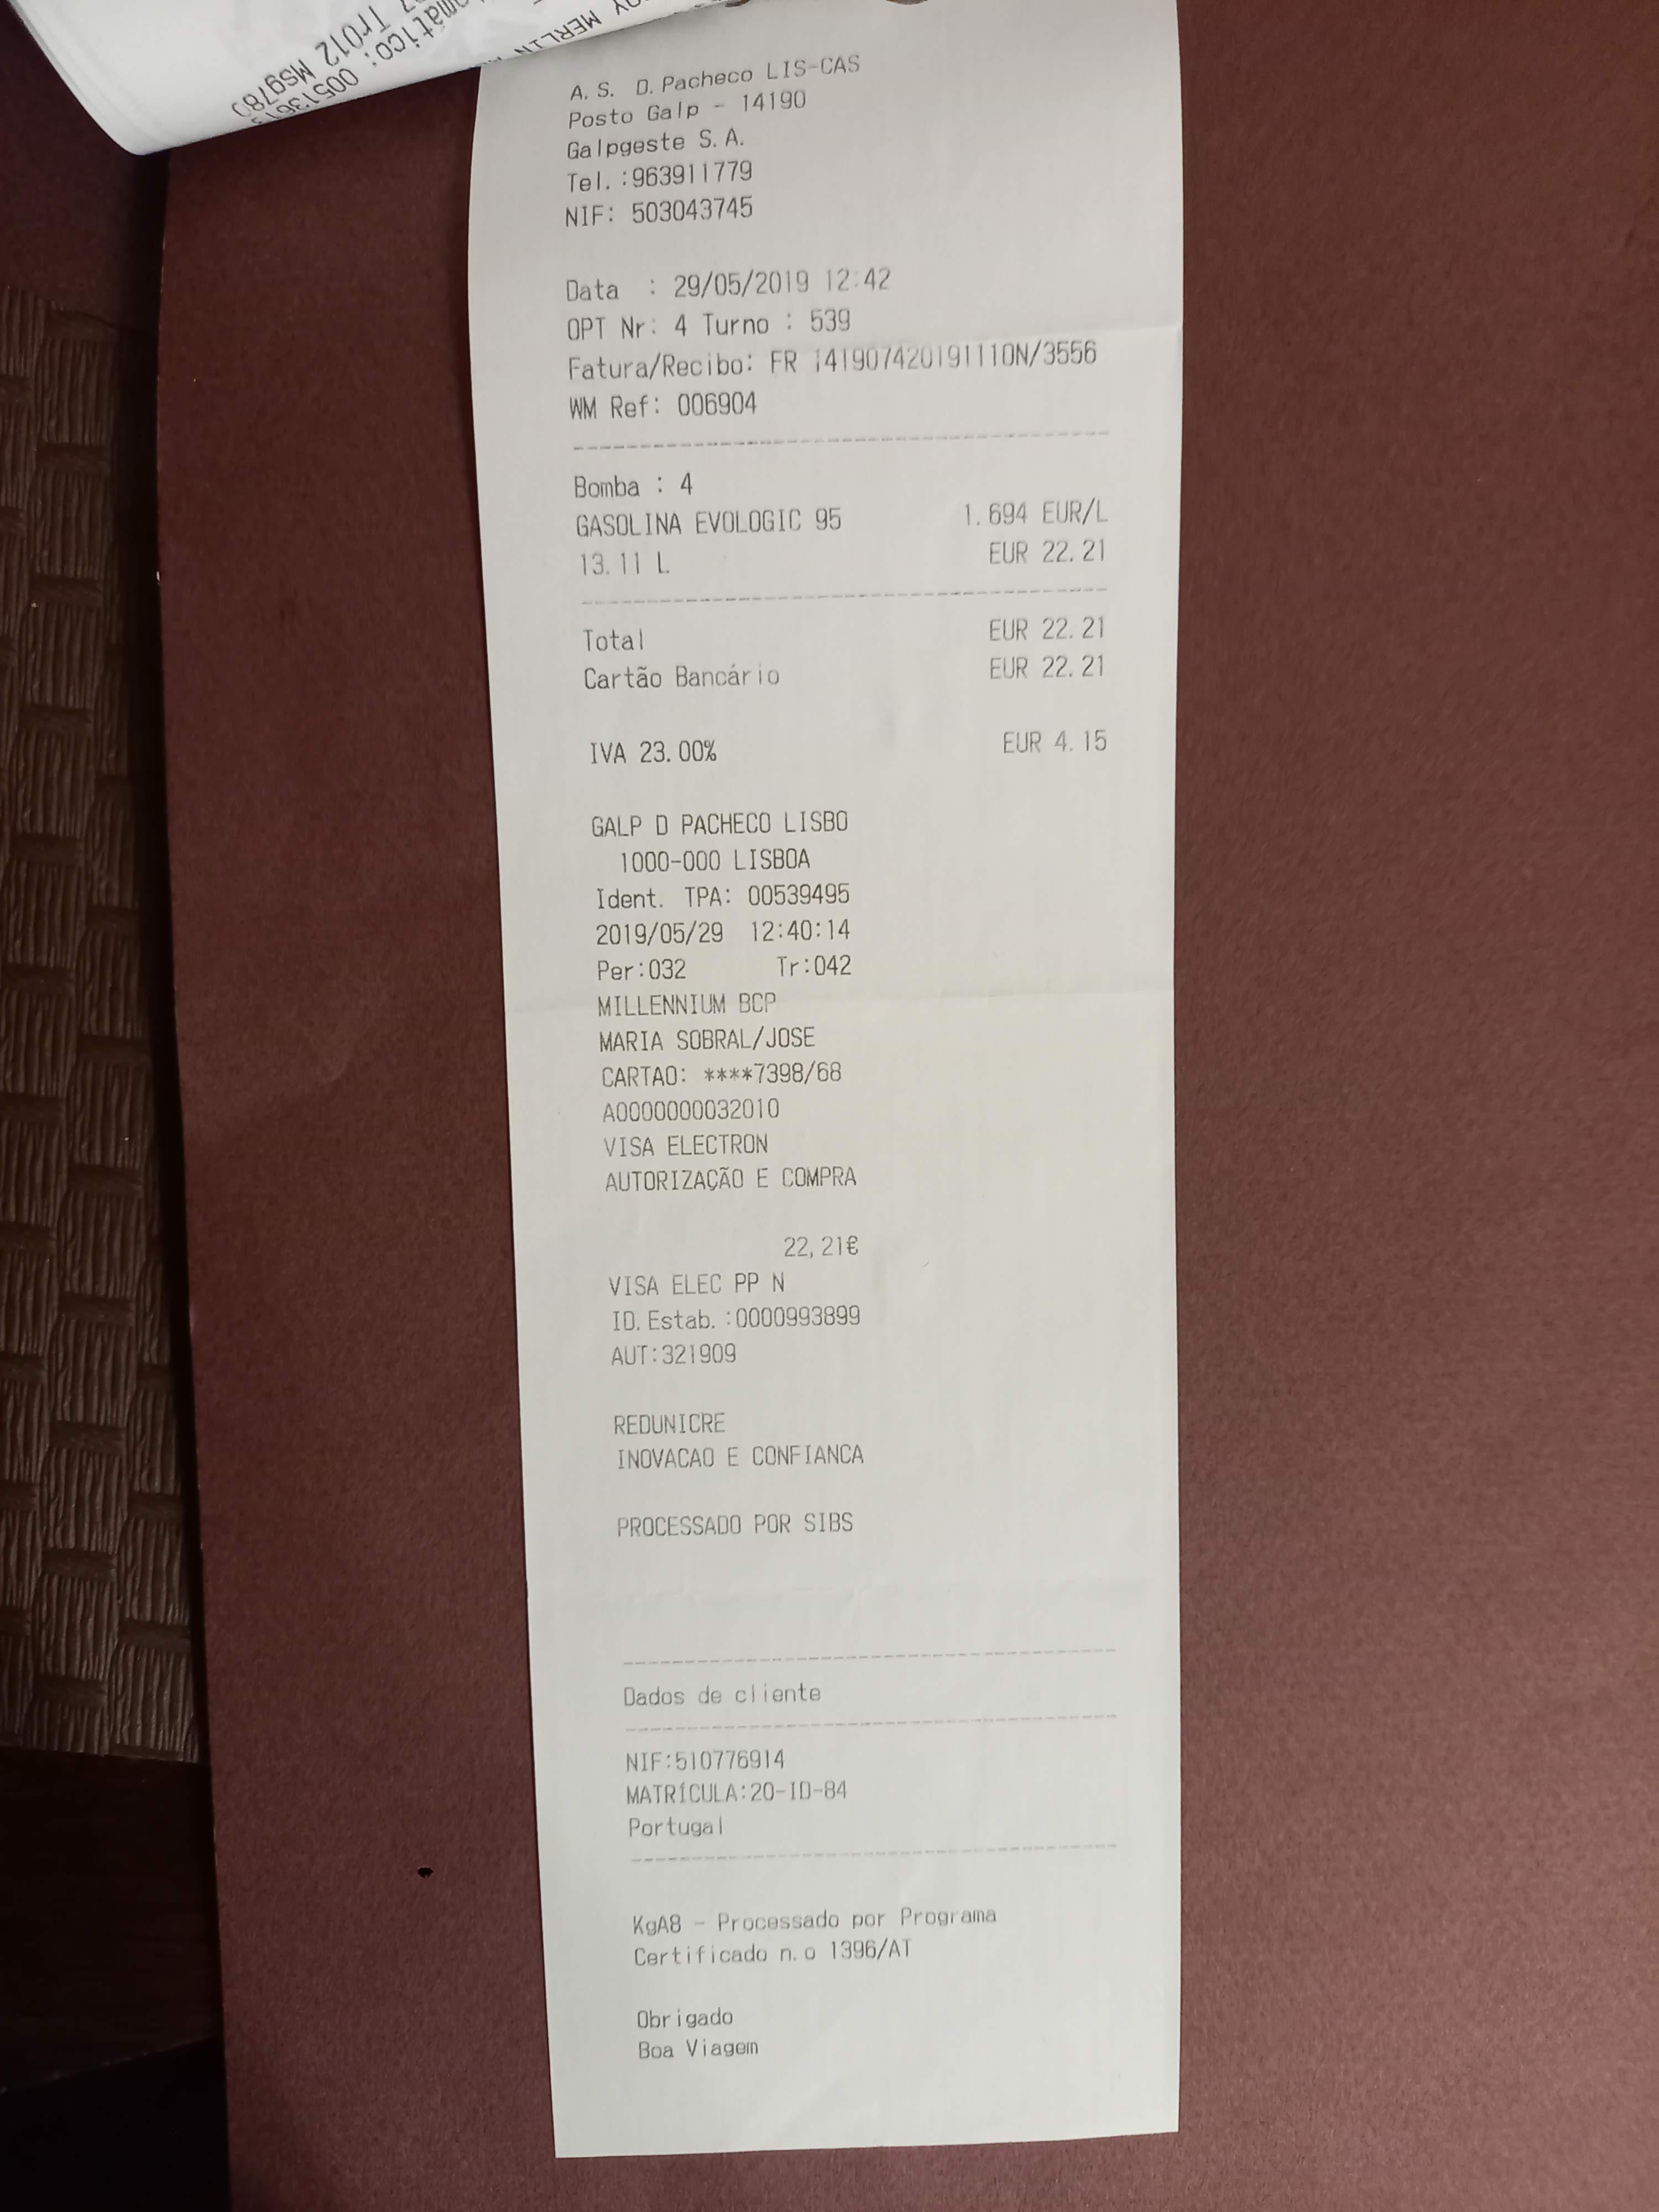 MERLIN
Tr012 Msg78
A. S. D. Pacheco LIS-CAS
Posto Galp - 14190
Galpgeste S. A.
Tel. :963911779
NIF: 503043745
Data : 29/05/2019 12:42
OPT Nr: 4 Turno : 539
Fatura/Recibo: FR 14190742019111ON/3556
WM Ref: 006904
Bomba : 4
GASOLINA EVOLOGIC 95 1.694 EUR/L
13.11 L EUR 22.21
Total EUR 22.21
Cartão Bancário EUR 22.21
IVA 23.00% EUR 4.15
GALP D PACHECO LISBO
1000-000 LISBOA
Ident. TPA: 00539495
2019/05/29 12:40:14
Per:032 Tr:042
MILLENNIUM BCP
MARIA SOBRAL/JOSE
CARTAO: ****7398/68
A0000000032010
VISA ELECTRON
AUTORIZAÇÃO E COMPRA
22,21€
VISA ELEC PP N
ID. Estab. :0000993899
AUT:321909
REDUNICRE
INOVACAO E CONFIANCA
PROCESSADO POR SIBS
Dados de cliente
NIF:510776914
MATRÍCULA:20-ID-84
Portugal
KgA8 - Processado por Programa
Certificado n.o 1396/AT
Obrigado
Boa Viagem